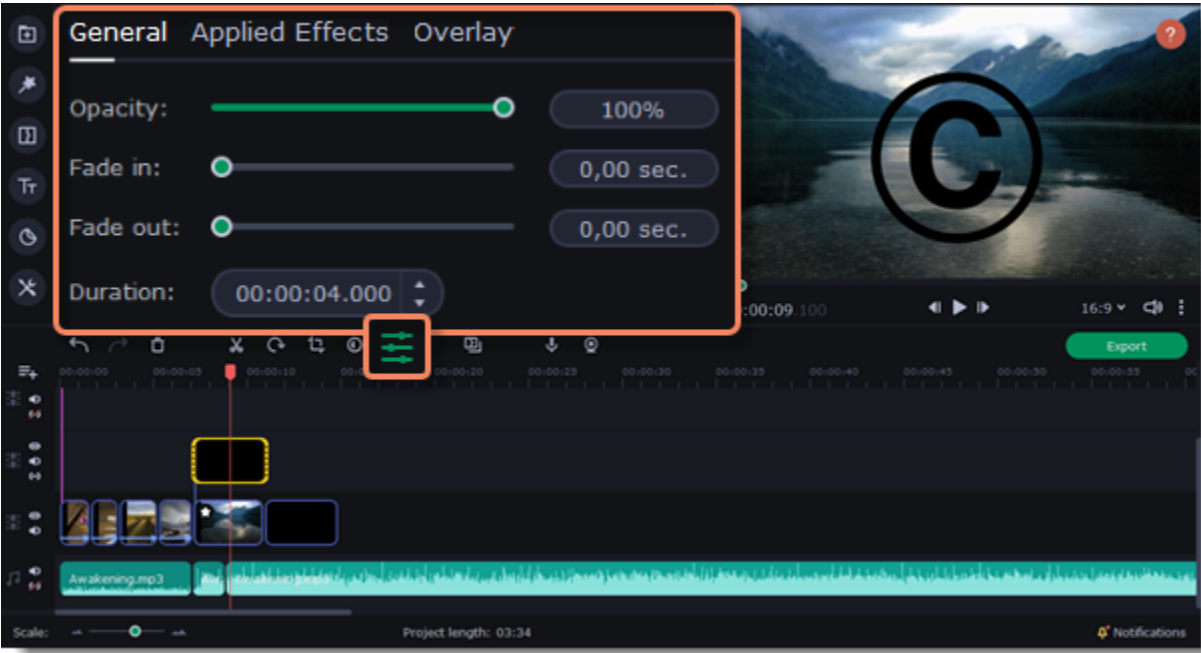 General Applied Effects Overlay
?
Opacity: 100%
©
Fade in: 0,00 sec.
Tт
Fade out: 0,00 sec.
Duration: 00:00:04.000
:00:09.100
16:9
Export
00:00:00 00:00:05 00:00:10 00:00:20 00:00:25 00:00:30 00:00:35 00:00:40 00:00:45 00:00:50 00:00:55
Awakening.mp3
Scale: Project length: 03:34 Notifications